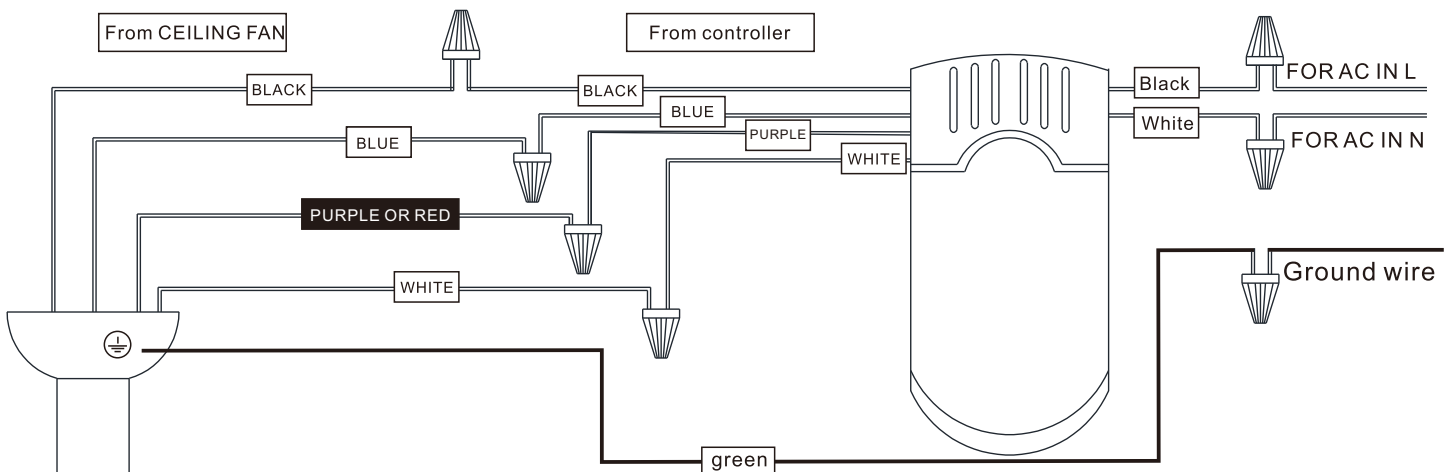 From CEILING FAN
From controller
BLACK
BLACK
Black
FOR AC IN L
BLUE
BLUE
White
PURPLE
FOR AC IN N
WHITE
PURPLE OR RED
Ground wire
WHITE
green